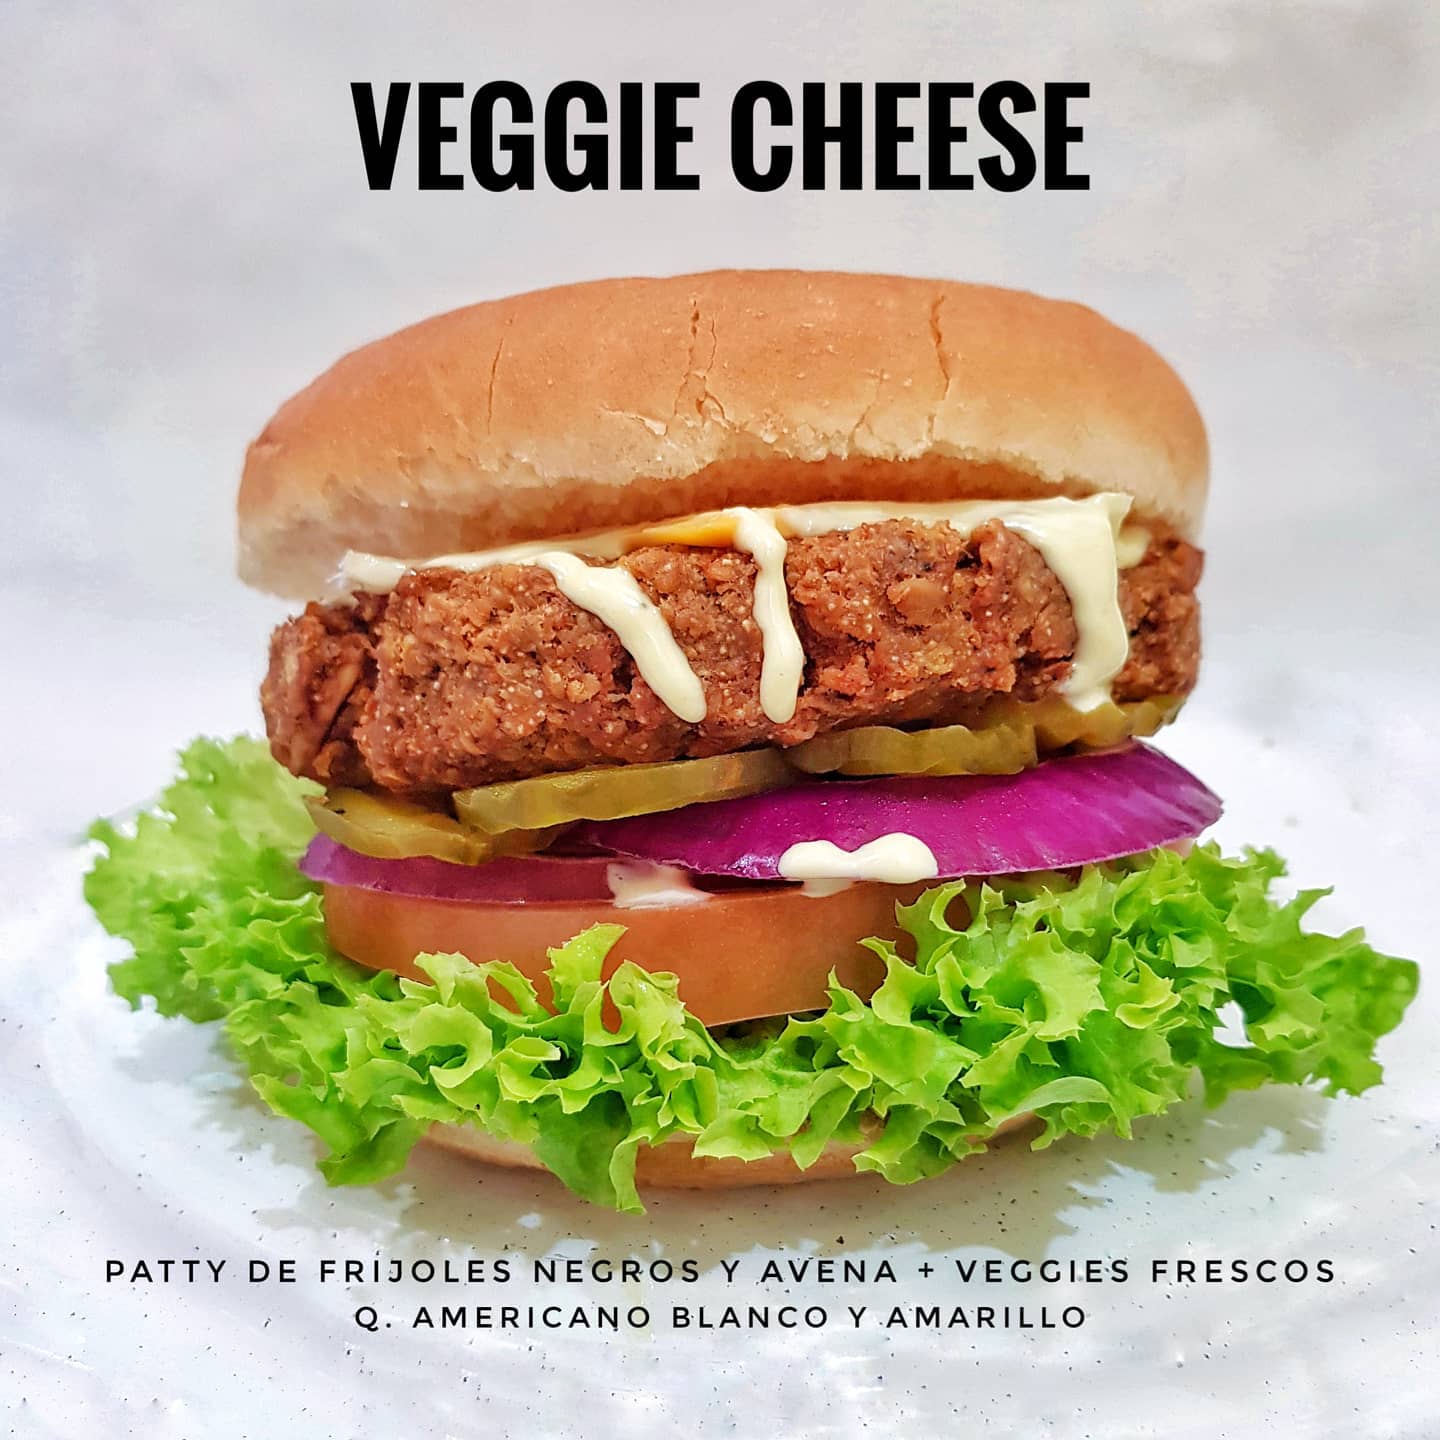 VEGGIE CHEESE
PATTY DE FRIJOLES NEGROS Y AVENA + VEGGIES FRESCOS
Q. AMERICANO BLANCO Y AMARILLO